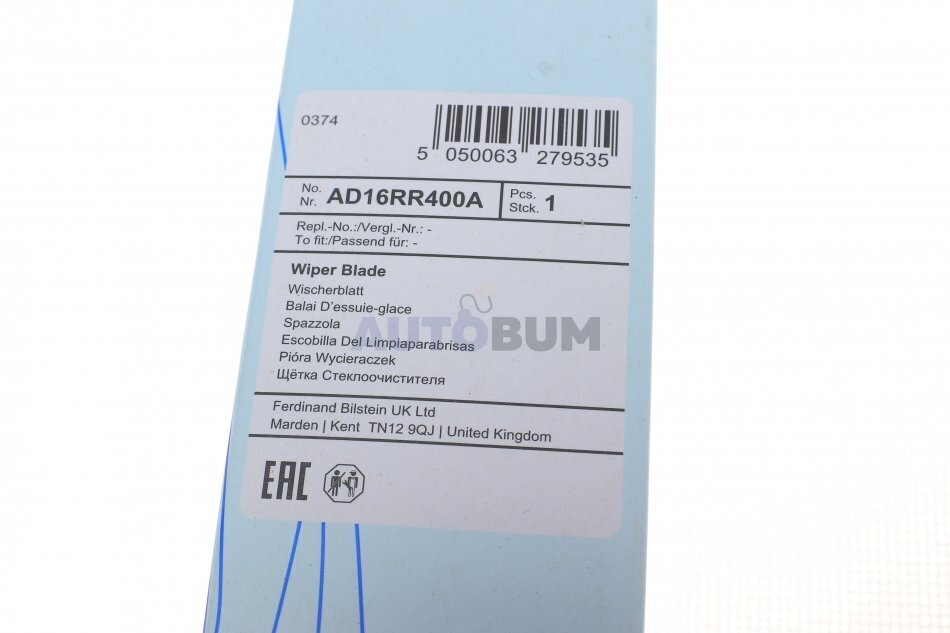 0374
5 050063 279535
No.
Nr. AD16RR400A
Pcs.
Stck. 1
Repl.-No.:/Vergl.-Nr.: -
To fit:/Passend für: -
Wiper Blade
Wischerblatt
Balai D'essuie-glace
Spazzola
AUTOBUM
Escobilla Del Limpiaparabrisas
Pióra Wycieraczek
Щётка Стеклоочистителя
Ferdinand Bilstein UK Ltd
Marden | Kent TN12 9QJ | United Kingdom
EAC